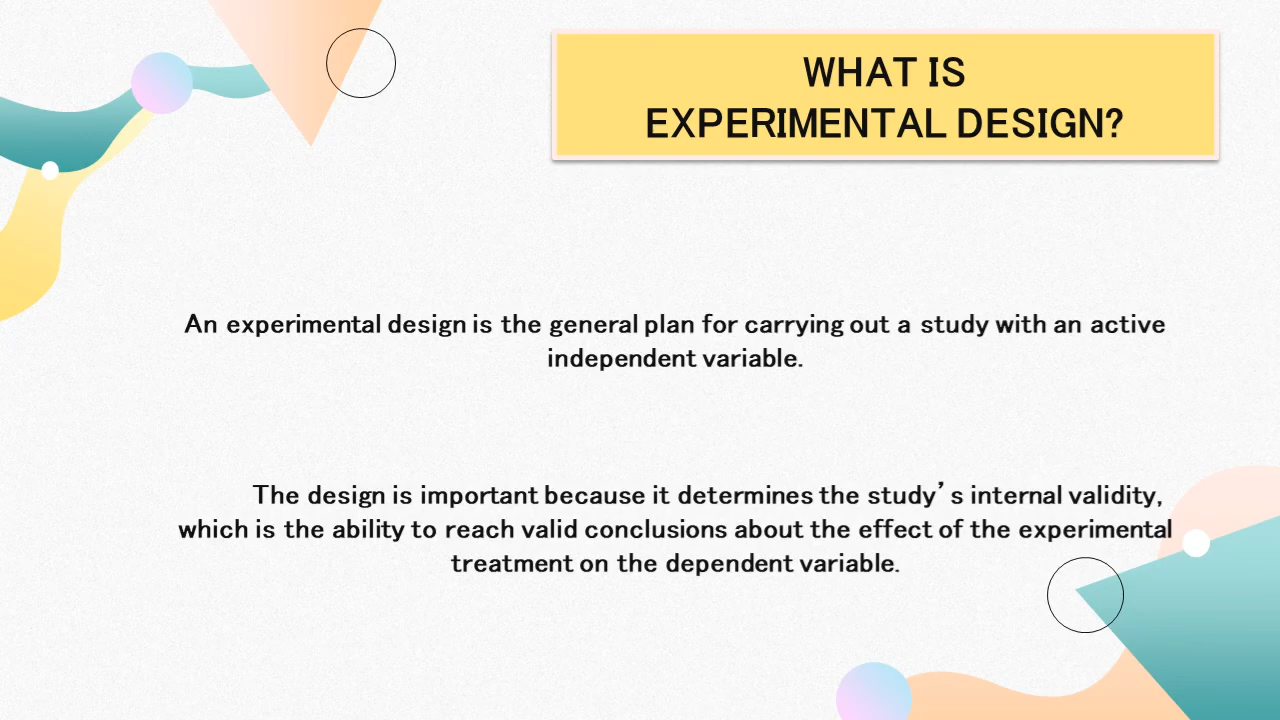 WHAT IS
EXPERIMENTAL DESIGN?
An experimental design is the general plan for carrying out a study with an active
independent variable.
The design is important because it determines the study’s internal validity,
which is the ability to reach valid conclusions about the effect of the experimental
treatment on the dependent variable.